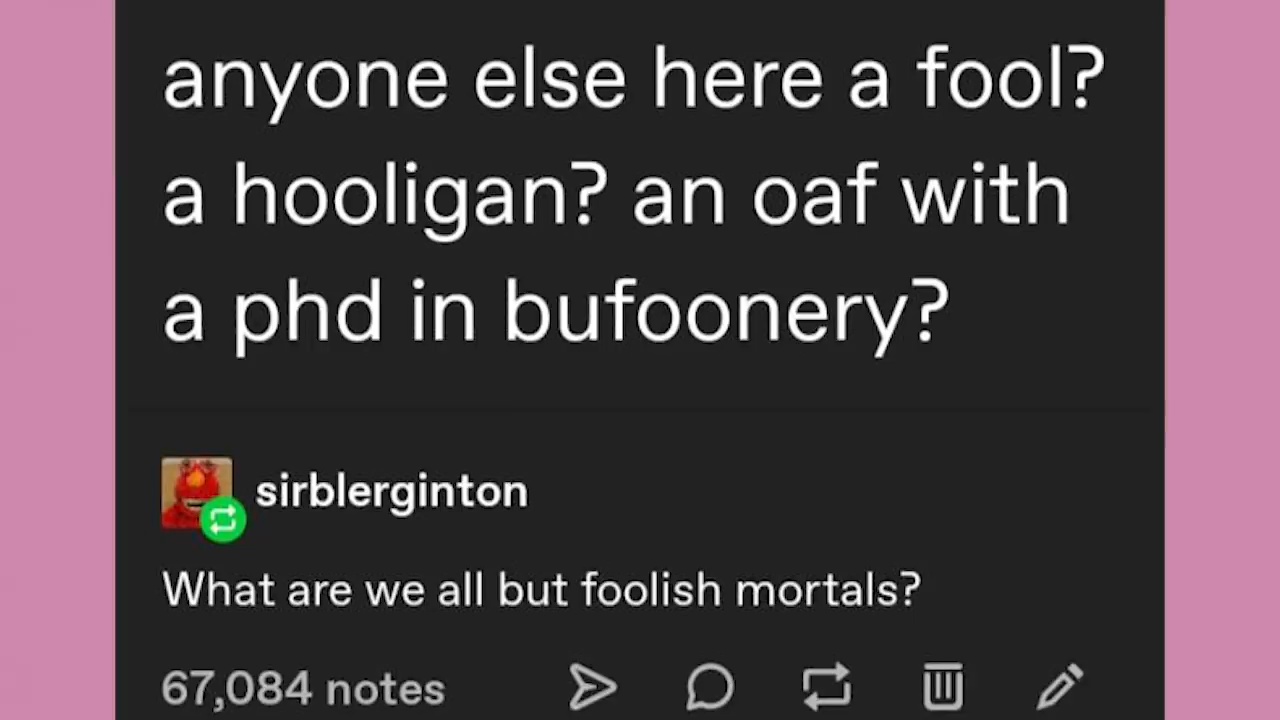 anyone else here a fool?
a hooligan? an oaf with
a phd in bufoonery?
sirblerginton
What are we all but foolish mortals?
67,084 notes